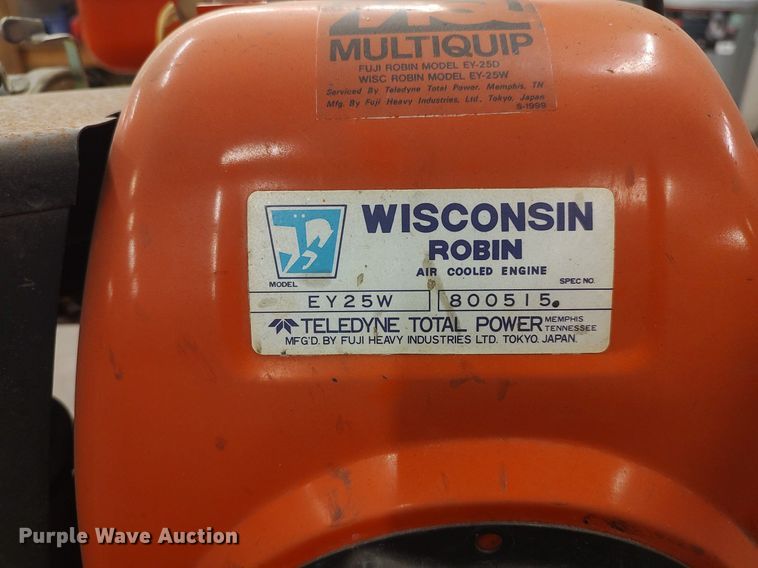 MULTIQUIP
FUJI ROBIN MODEL EY-25D
WISC ROBIN MODEL EY-25W
Serviced By Teledyne Total Power, Memphis, TN
Mfg. By Fuji Heavy Industries, Ltd., Tokyo, Japan
S-1999
WISCONSIN
ROBIN
AIR COOLED ENGINE
MODEL SPEC NO.
EY25W 800515.
TELEDYNE TOTAL POWER MEMPHIS TENNESSEE
MFG'D. BY FUJI HEAVY INDUSTRIES LTD. TOKYO. JAPAN.
Purple Wave Auction